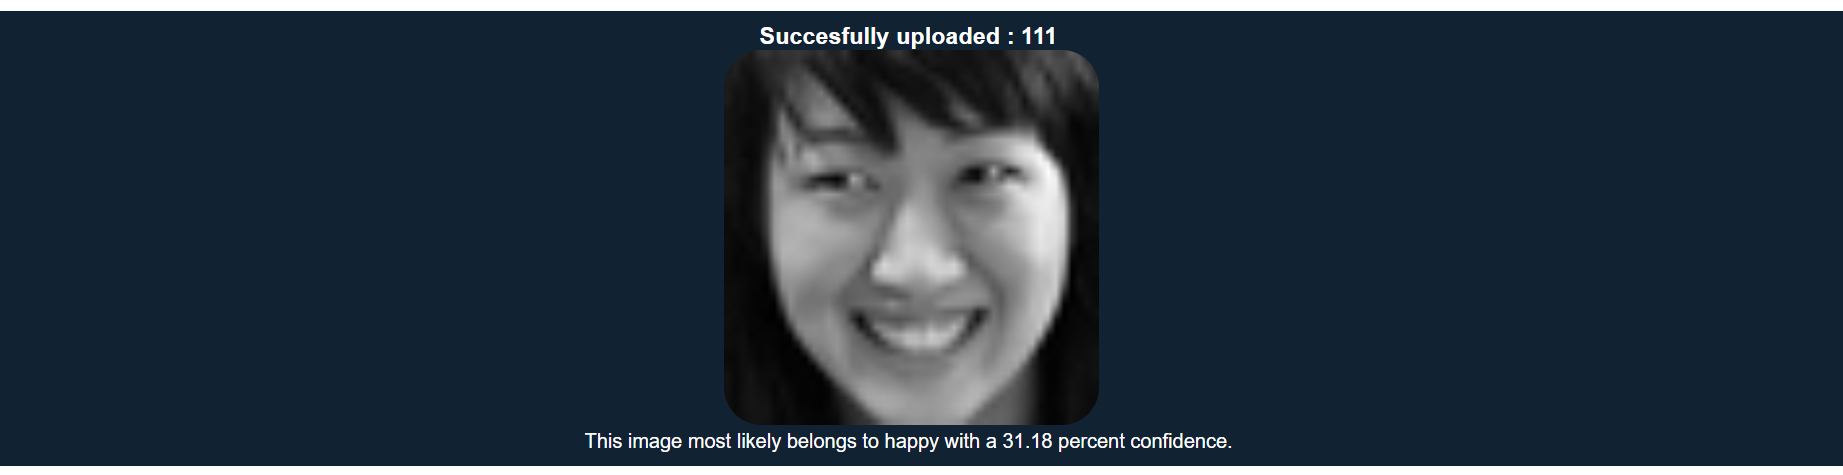 Succesfully uploaded : 111
This image most likely belongs to happy with a 31.18 percent confidence.